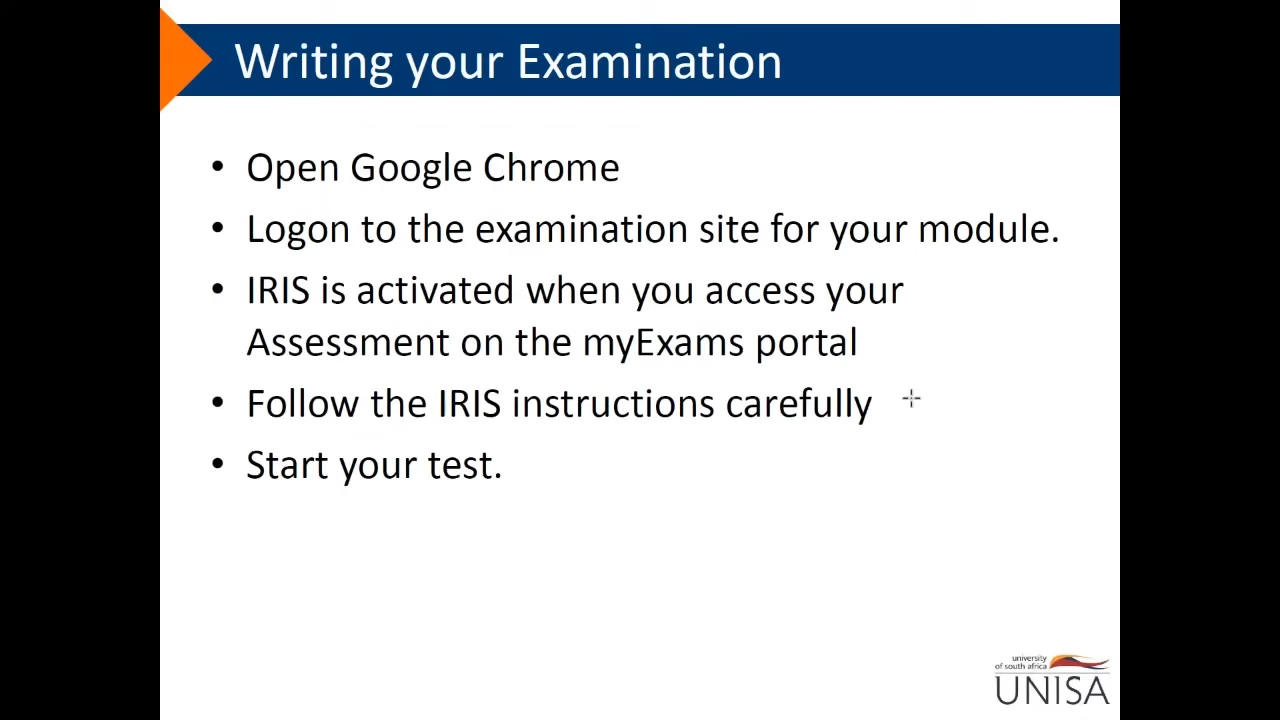 Writing your Examination
• Open Google Chrome
• Logon to the examination site for your module.
• IRIS is activated when you access your
Assessment on the myExams portal
• Follow the IRIS instructions carefully
• Start your test.
university
of south africa
UNISA